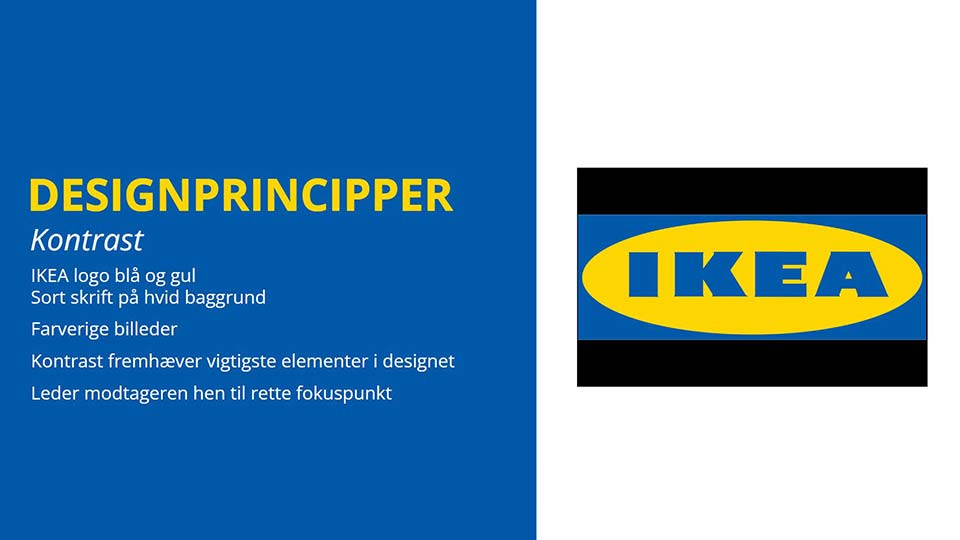 DESIGNPRINCIPPER
Kontrast
IKEA logo blå og gul
Sort skrift på hvid baggrund
Farverige billeder
Kontrast fremhæver vigtigste elementer i designet
Leder modtageren hen til rette fokuspunkt
IKEA